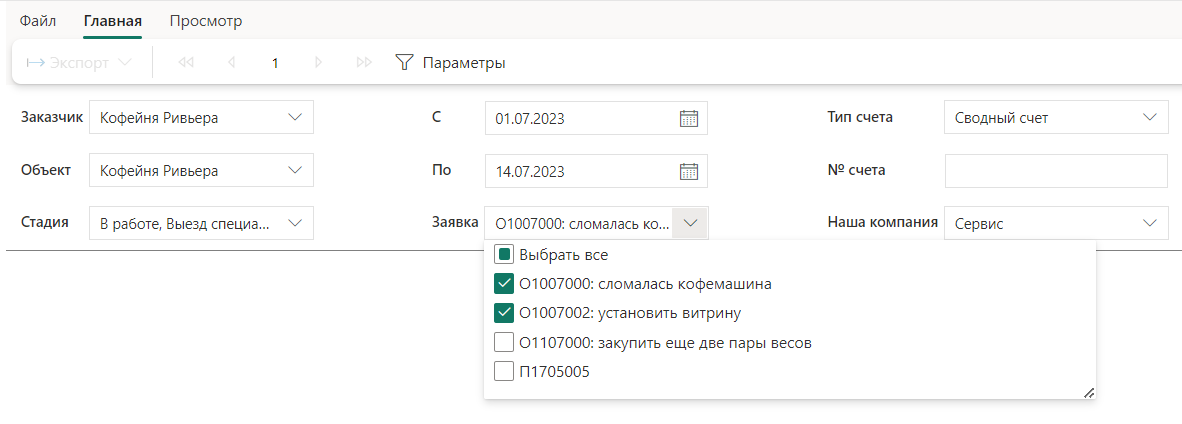 Файл Главная Просмотр
Экспорт 1 Параметры
Заказчик Кофейня Ривьера С 01.07.2023 Тип счета Сводный счет
Объект Кофейня Ривьера По 14.07.2023 № счета
Стадия В работе, Выезд специа... Заявка О1007000: сломалась ко... Наша компания Сервис
Выбрать все
О1007000: сломалась кофемашина
О1007002: установить витрину
О1107000: закупить еще две пары весов
П1705005